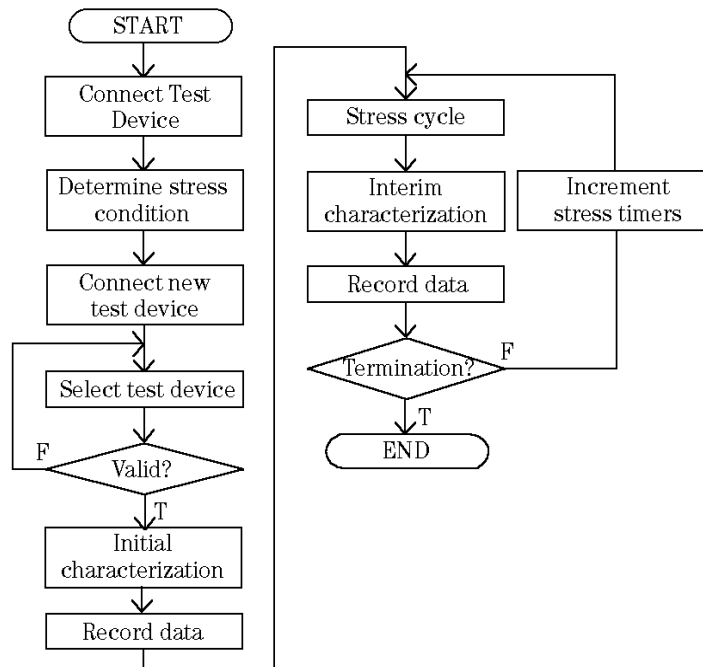 START
Connect Test
Device
Determine stress
condition
Connect new
test device
Select test device
F
Valid?
T
Initial
characterization
Record data
Stress cycle
Interim
characterization
Increment
stress timers
Record data
Termination?
F
T
END